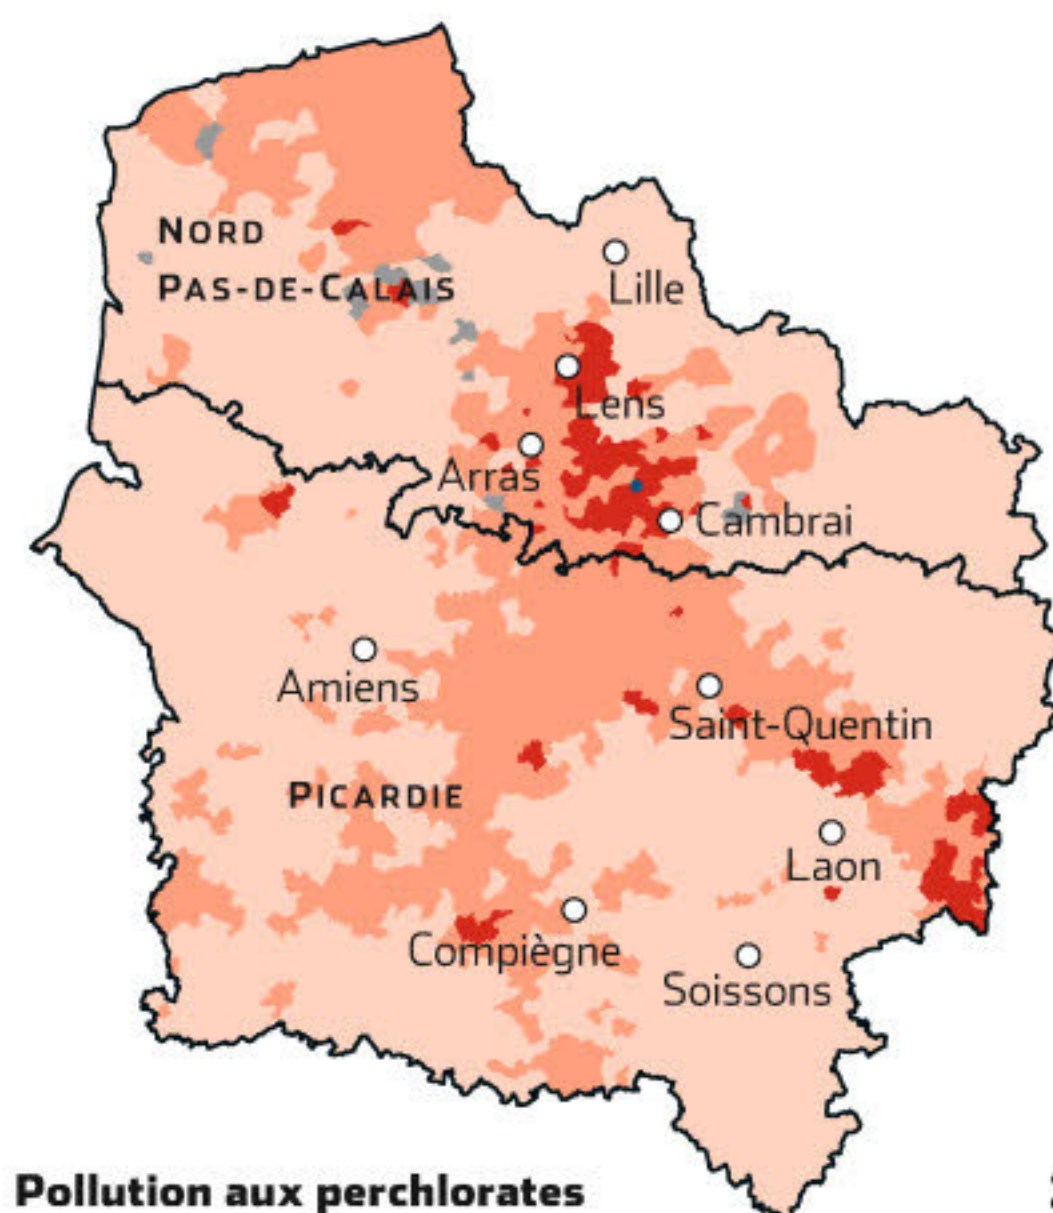 NORD
PAS-DE-CALAIS
Lille
Lens
Arras
Cambrai
Amiens
Saint-Quentin
PICARDIE
Laon
Compiègne
Soissons
Pollution aux perchlorates